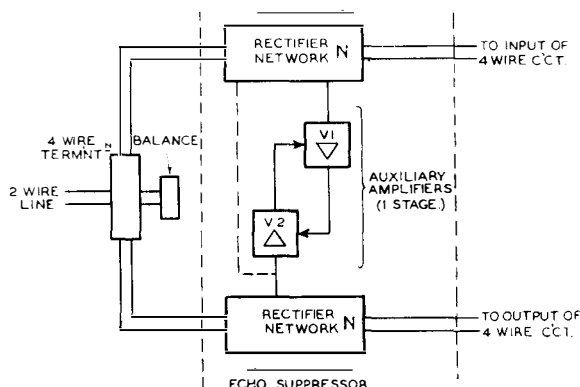 RECTIFIER
NETWORK N
TO INPUT OF
4 WIRE C'CT.
4 WIRE
TERMNT N
BALANCE
V1
2 WIRE
LINE
AUXILIARY
AMPLIFIERS
(1 STAGE.)
V2
RECTIFIER
NETWORK N
TO OUTPUT OF
4 WIRE C'CT.
ECHO SUPPRESSOR